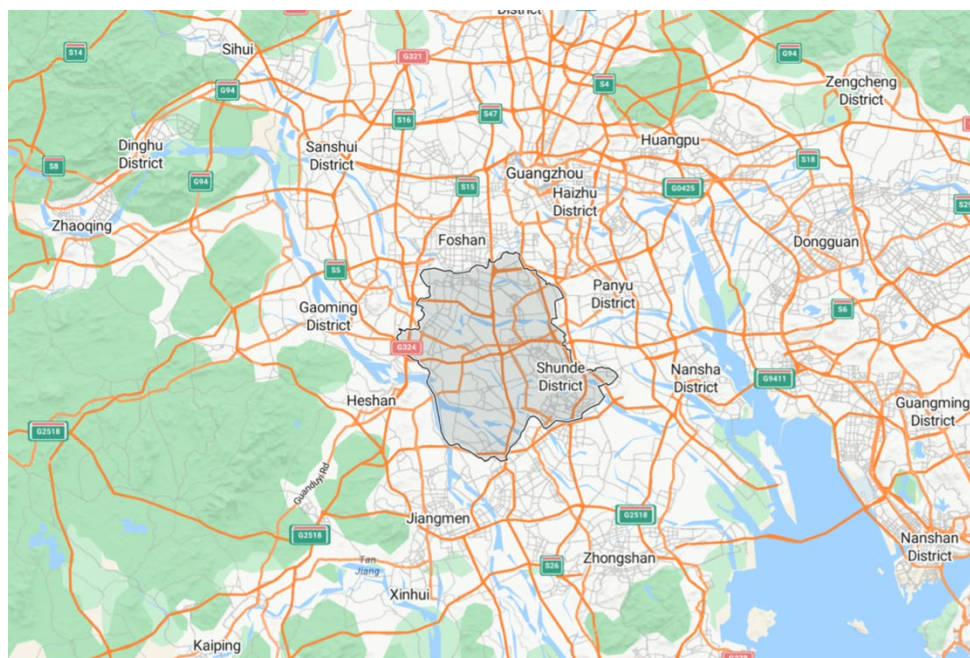 District
Sihui
S14
G321
G94
G94
S4
Zengcheng
District
S16
S47
Dinghu
District
Sanshui
District
Huangpu
S18
S8
G94
S15
Guangzhou
Haizhu
District
G0425
S29
Zhaoqing
Foshan
Dongguan
S5
Panyu
District
Gaoming
District
S6
G324
Shunde
District
Nansha
District
G9411
Heshan
Guangming
District
G2518
Guanduyi Rd
Jiangmen
G2518
G2518
Zhongshan
Nanshan
District
Tan
Jiang
S26
Xinhui
Kaiping